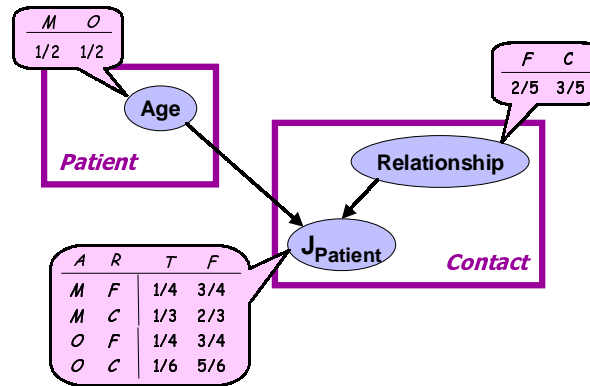 M O
1/2 1/2
Age
Patient
F C
2/5 3/5
Relationship
J Patient
Contact
A R T F
M F 1/4 3/4
M C 1/3 2/3
O F 1/4 3/4
O C 1/6 5/6